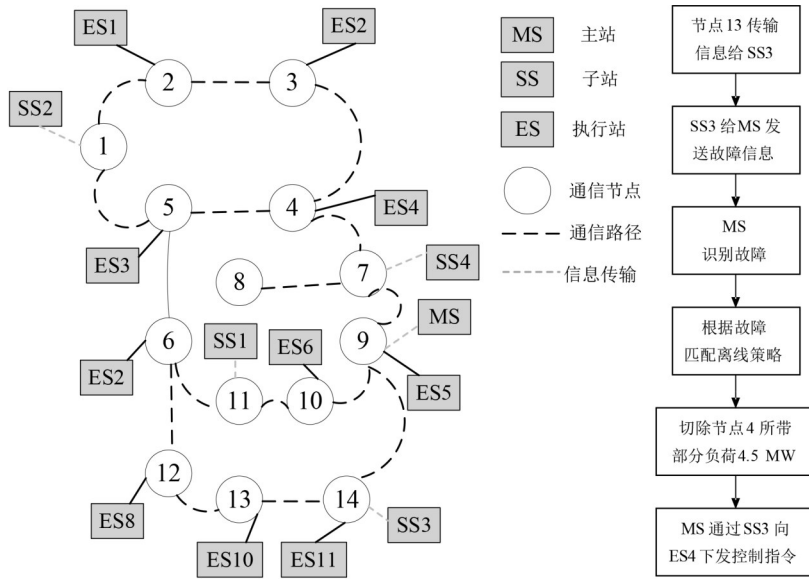 ES1
ES2
2
3
SS2
1
5
4
ES4
ES3
8
7
SS4
6
SS1
ES6
9
MS
ES2
11
10
ES5
12
13
14
ES8
SS3
ES10
ES11
MS 主站
SS 子站
ES 执行站
通信节点
通信路径
信息传输
节点13传输
信息给SS3
SS3给MS发
送故障信息
MS
识别故障
根据故障
匹配离线策略
切除节点4所带
部分负荷4.5 MW
MS通过SS3向
ES4下发控制指令